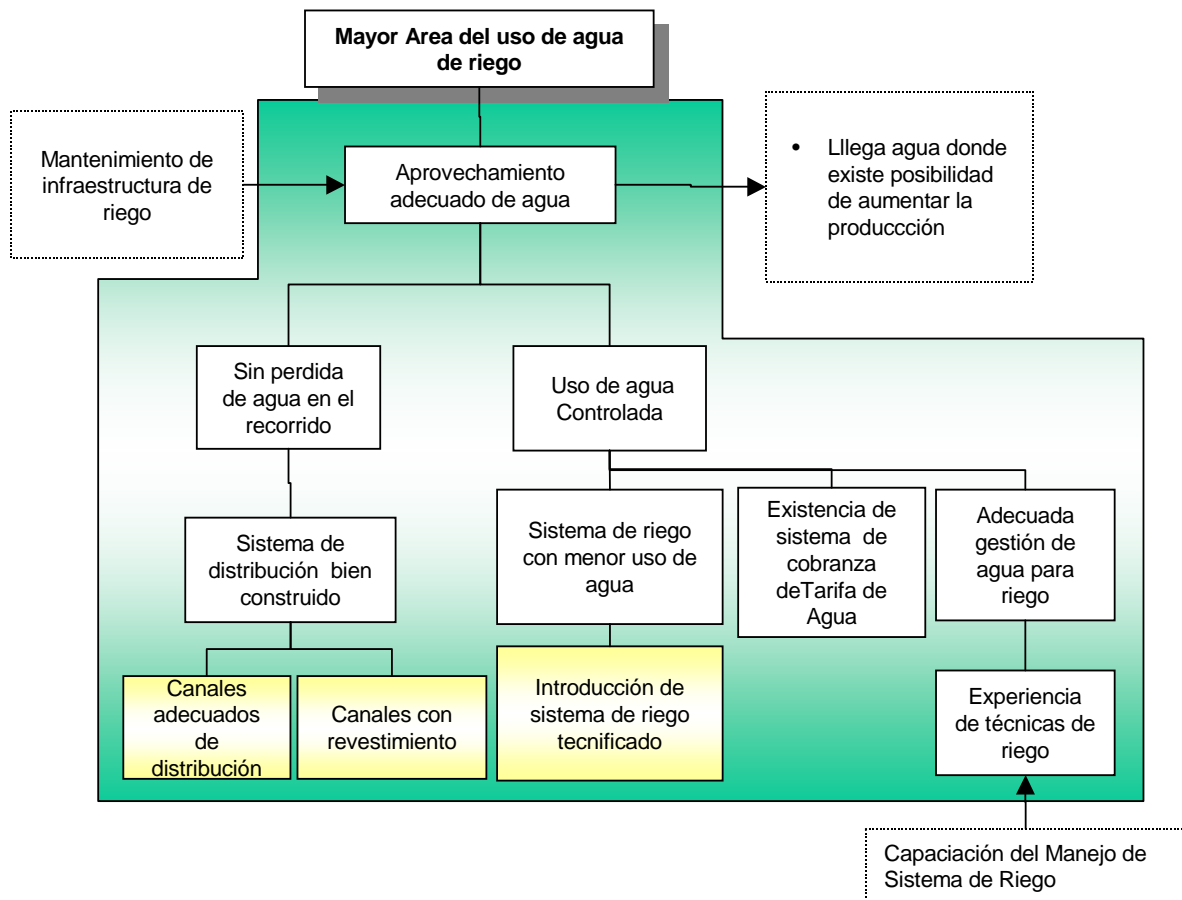 Mayor Area del uso de agua
de riego
Mantenimiento de
infraestructura de
riego
Aprovechamiento
adecuado de agua
• Lllega agua donde
existe posibilidad
de aumentar la
produccción
Sin perdida
de agua en el
recorrido
Uso de agua
Controlada
Sistema de
distribución bien
construido
Sistema de riego
con menor uso de
agua
Existencia de
sistema de
cobranza
deTarifa de
Agua
Adecuada
gestión de
agua para
riego
Canales
adecuados
de
distribución
Canales con
revestimiento
Introducción de
sistema de riego
tecnificado
Experiencia
de técnicas de
riego
Capaciación del Manejo de
Sistema de Riego